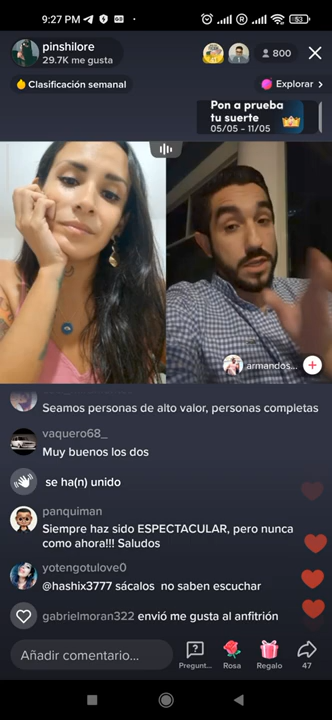 9:27 PM
53
pinshilore
29.7K me gusta
800
Clasificación semanal
Explorar >
Pon a prueba
tu suerte
05/05 - 11/05
armandos...
Seamos personas de alto valor, personas completas
vaquero68_
Muy buenos los dos
se ha(n) unido
panquiman
Siempre haz sido ESPECTACULAR, pero nunca
como ahora!!! Saludos
yotengotulove0
@hashix3777 sácalos no saben escuchar
gabrielmoran322 envió me gusta al anfitrión
Añadir comentario...
Pregunt...
Rosa
Regalo
47